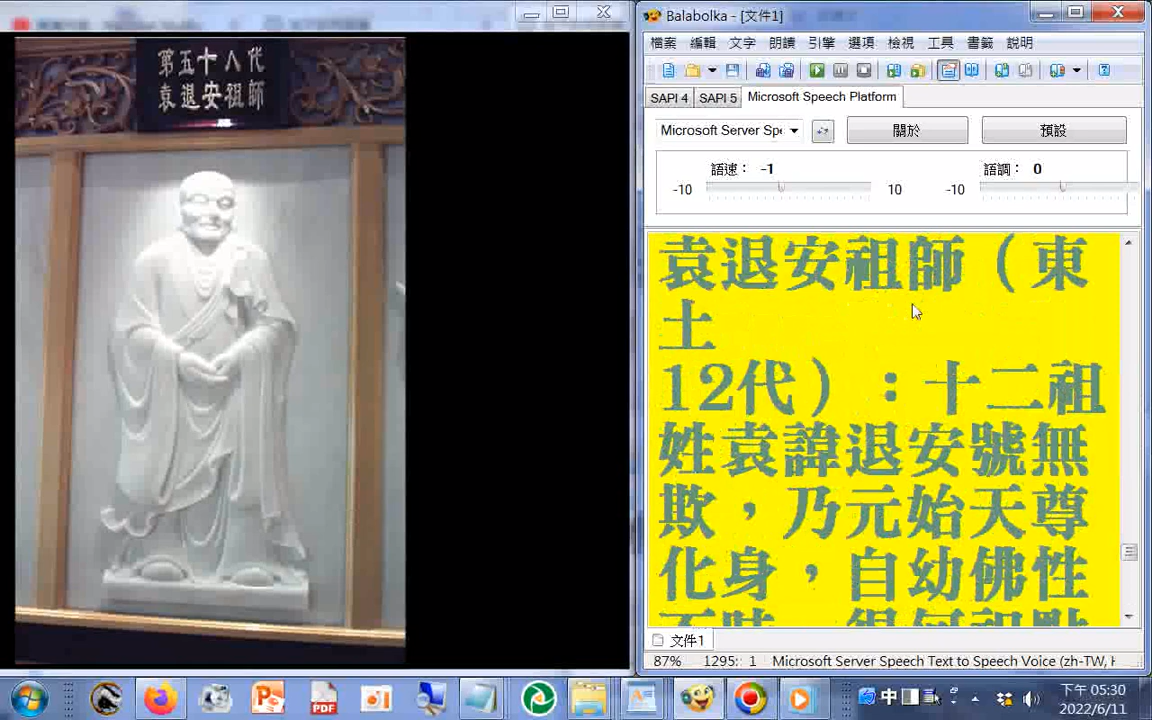 第五十八代
袁退安祖師
Balabolka - [文件1]
檔案 編輯 文字 朗讀 引擎 選項 檢視 工具 書籤 說明
SAPI 4 SAPI 5 Microsoft Speech Platform
Microsoft Server Spe
關於 預設
語速： -1 語調： 0
-10 10 -10
袁退安祖師（東
土
12代）：十二祖
姓袁諱退安號無
欺，乃元始天尊
化身，自幼佛性
文件1
87% 1295: 1 Microsoft Server Speech Text to Speech Voice (zh-TW, H
中
下午 05:30
2022/6/11